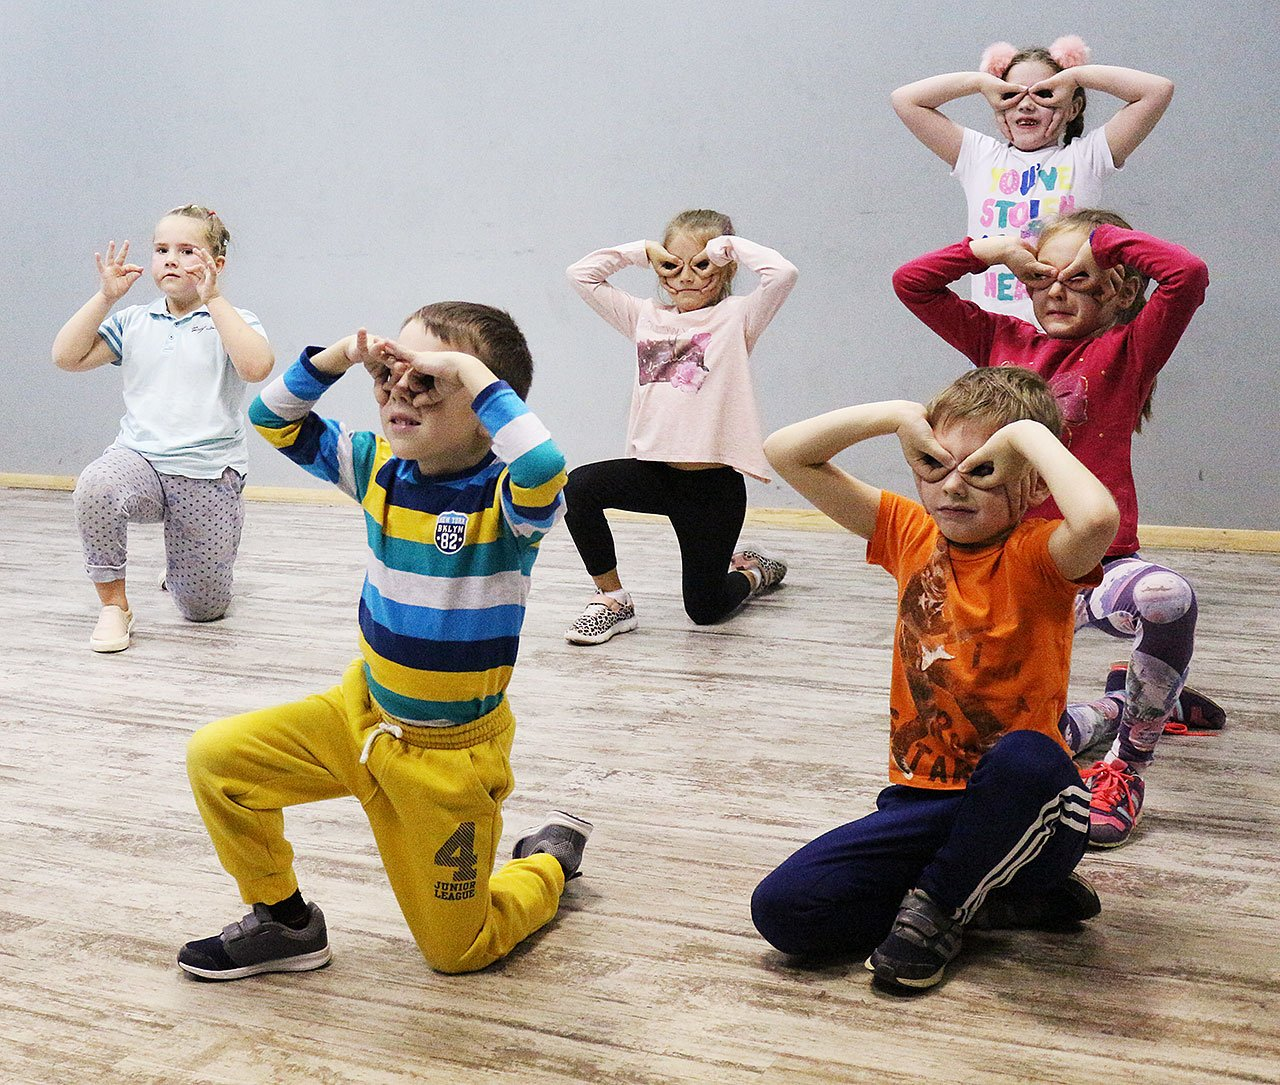 YOU'VE
STOLEN
HEA
NEW YORK
BKLYN
82
4
JUNIOR
LEAGUE